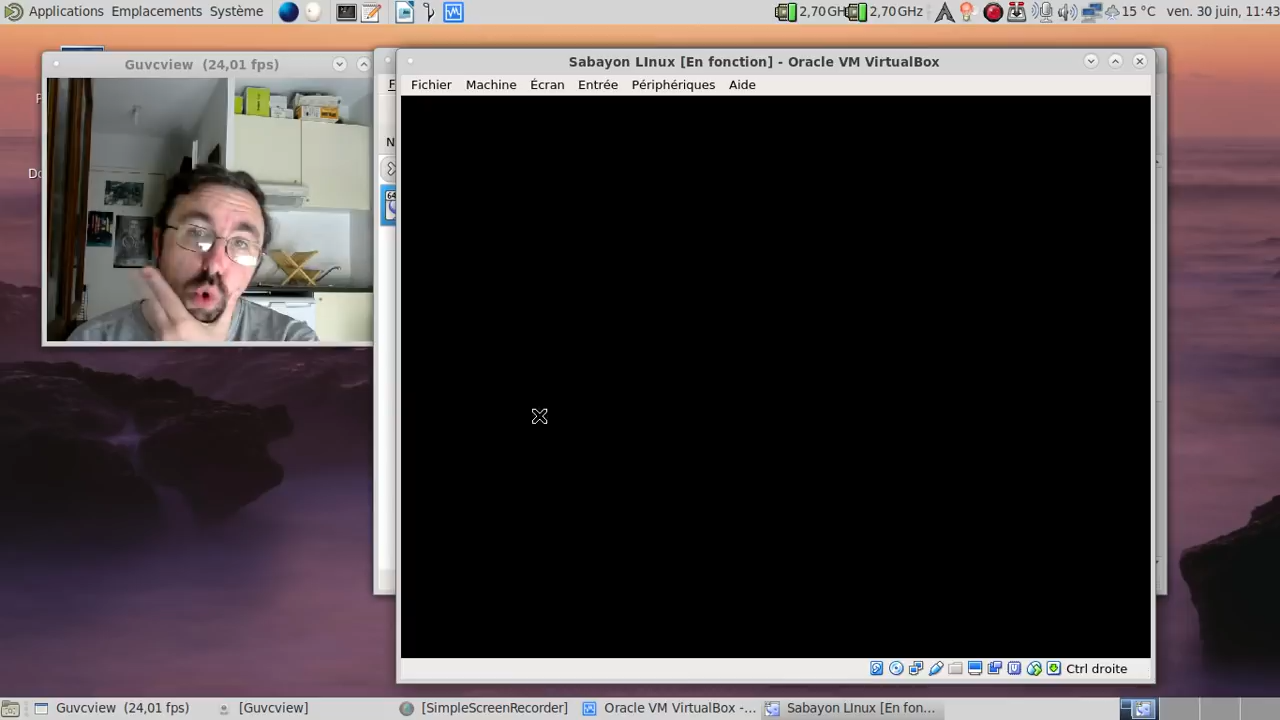 Applications Emplacements Système 2,70 GH 2,70 GHz 15 °C ven. 30 juin, 11:43
Guvcview (24,01 fps)
Sabayon LInux [En fonction] - Oracle VM VirtualBox
Fichier Machine Écran Entrée Périphériques Aide
F
N
64
Ctrl droite
Guvcview (24,01 fps) [Guvcview] [SimpleScreenRecorder] Oracle VM VirtualBox -... Sabayon LInux [En fon...